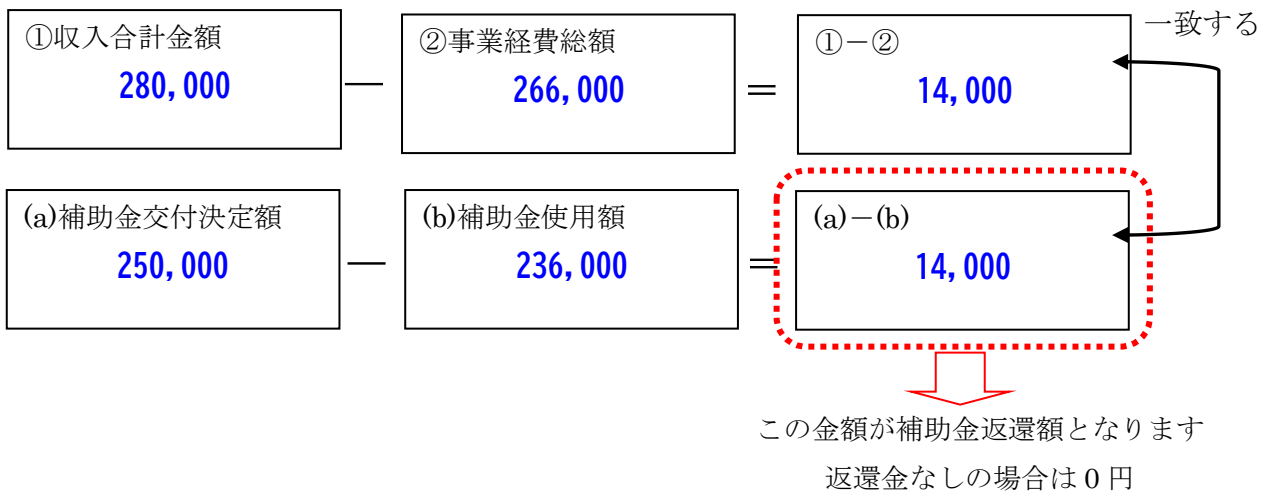 ①収入合計金額
280,000
―
②事業経費総額
266,000
＝
①－②
14,000
一致する
(a)補助金交付決定額
250,000
―
(b)補助金使用額
236,000
＝
(a)－(b)
14,000
この金額が補助金返還額となります
返還金なしの場合は 0 円